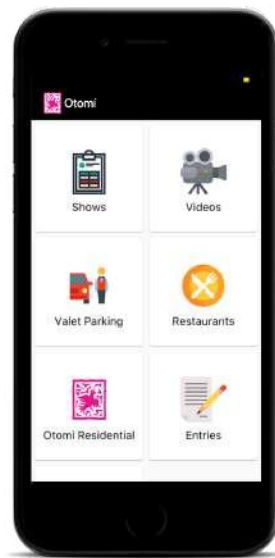 Otomi
Shows
Videos
Valet Parking
Restaurants
Otomi Residential
Entries